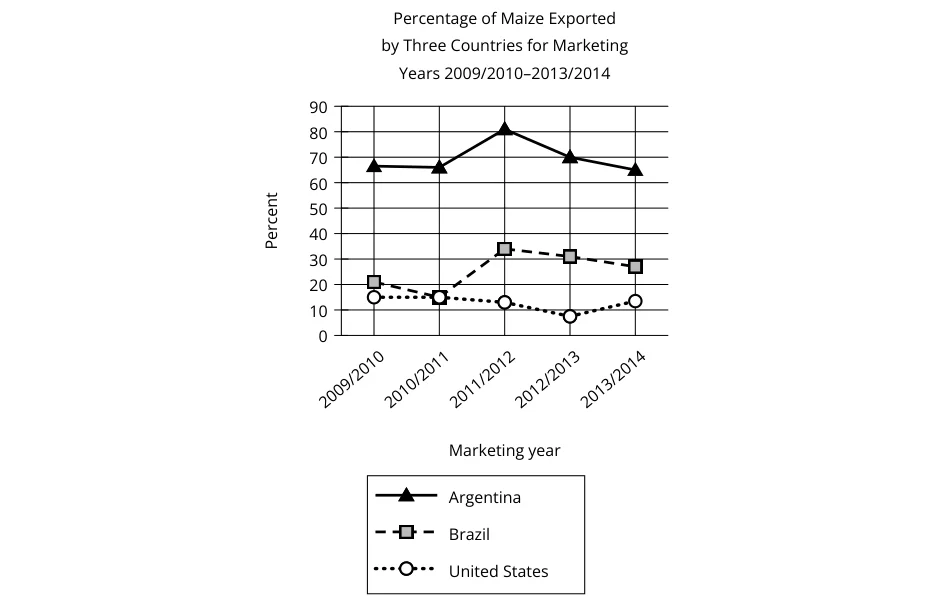 Percentage of Maize Exported
by Three Countries for Marketing
Years 2009/2010–2013/2014
90
80
70
60
50
40
30
20
10
0
Percent
2009/2010
2010/2011
2011/2012
2012/2013
2013/2014
Marketing year
Argentina
Brazil
United States